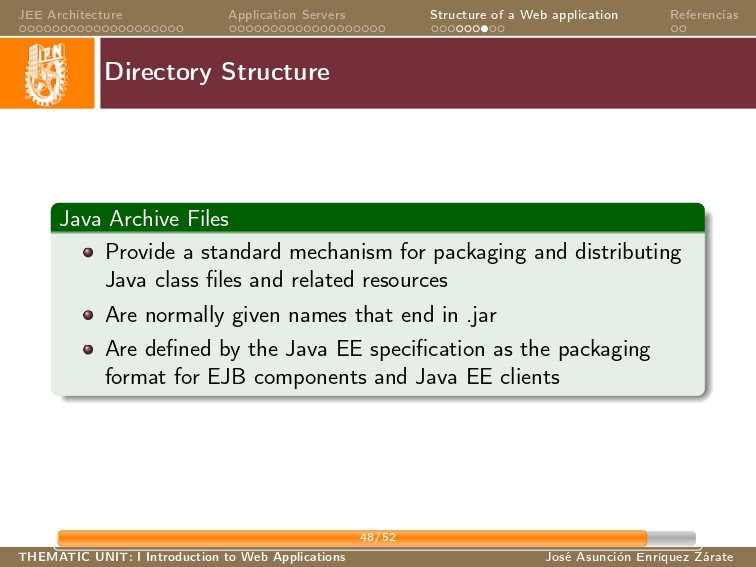 JEE Architecture Application Servers Structure of a Web application Referencias
IPN
Directory Structure
Java Archive Files
Provide a standard mechanism for packaging and distributing
Java class files and related resources
Are normally given names that end in .jar
Are defined by the Java EE specification as the packaging
format for EJB components and Java EE clients
48/52
THEMATIC UNIT: I Introduction to Web Applications José Asunción Enríquez Zárate